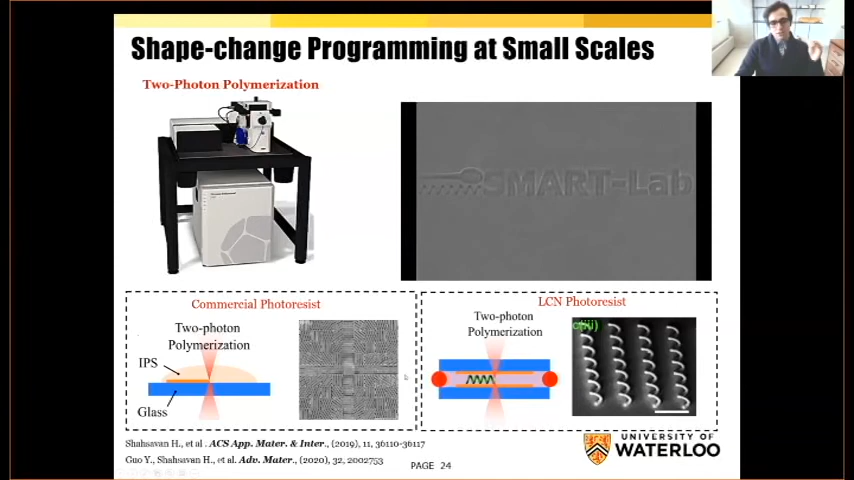 Shape-change Programming at Small Scales
Two-Photon Polymerization
SMART-Lab
Commercial Photoresist
Two-photon
Polymerization
IPS
Glass
LCN Photoresist
Two-photon
Polymerization
c(iii)
Shahsavan H., et al . ACS App. Mater. & Inter., (2019), 11, 36110-36117
Guo Y., Shahsavan H., et al. Adv. Mater., (2020), 32, 2002753
PAGE 24
UNIVERSITY OF
WATERLOO